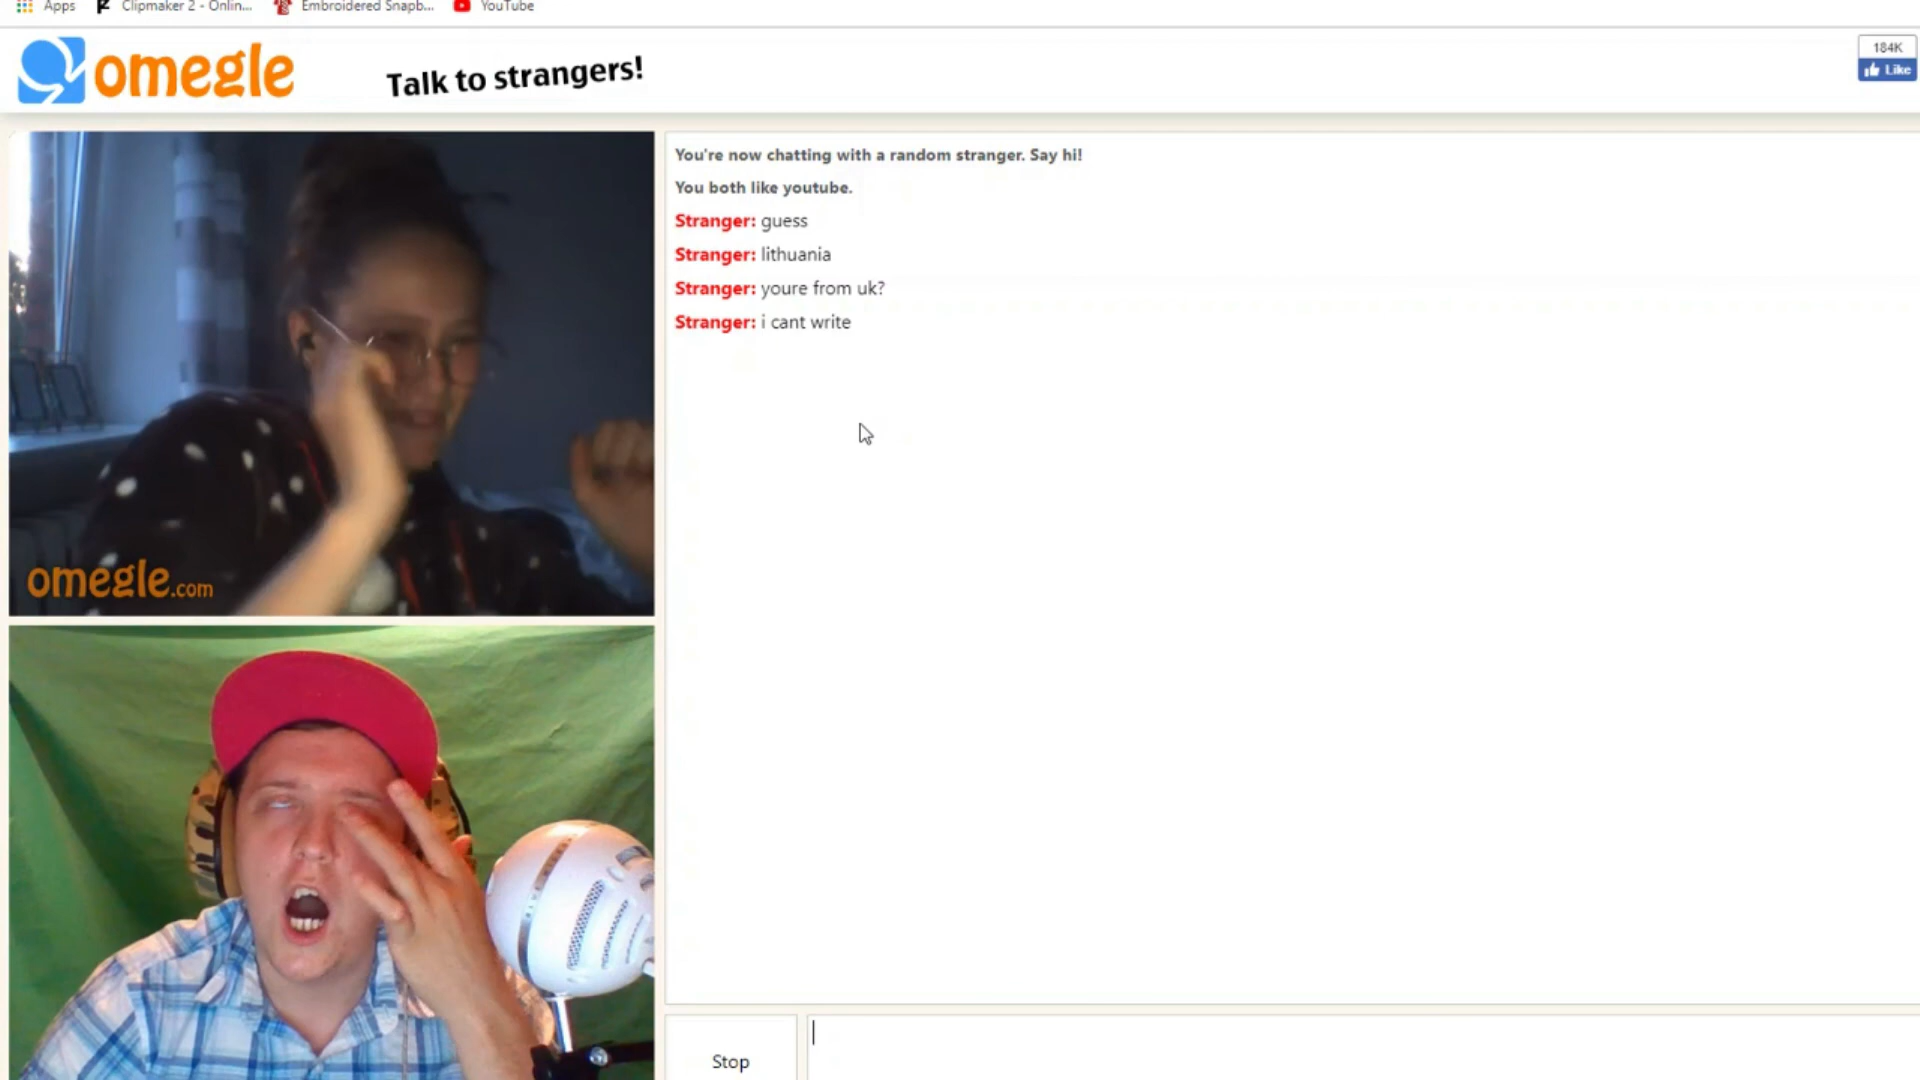 Apps Clipmaker 2 - Onlin... Embroidered Snapb... YouTube
omegle Talk to strangers!
184K
Like
You're now chatting with a random stranger. Say hi!
You both like youtube.
Stranger: guess
Stranger: lithuania
Stranger: youre from uk?
Stranger: i cant write
omegle.com
Stop